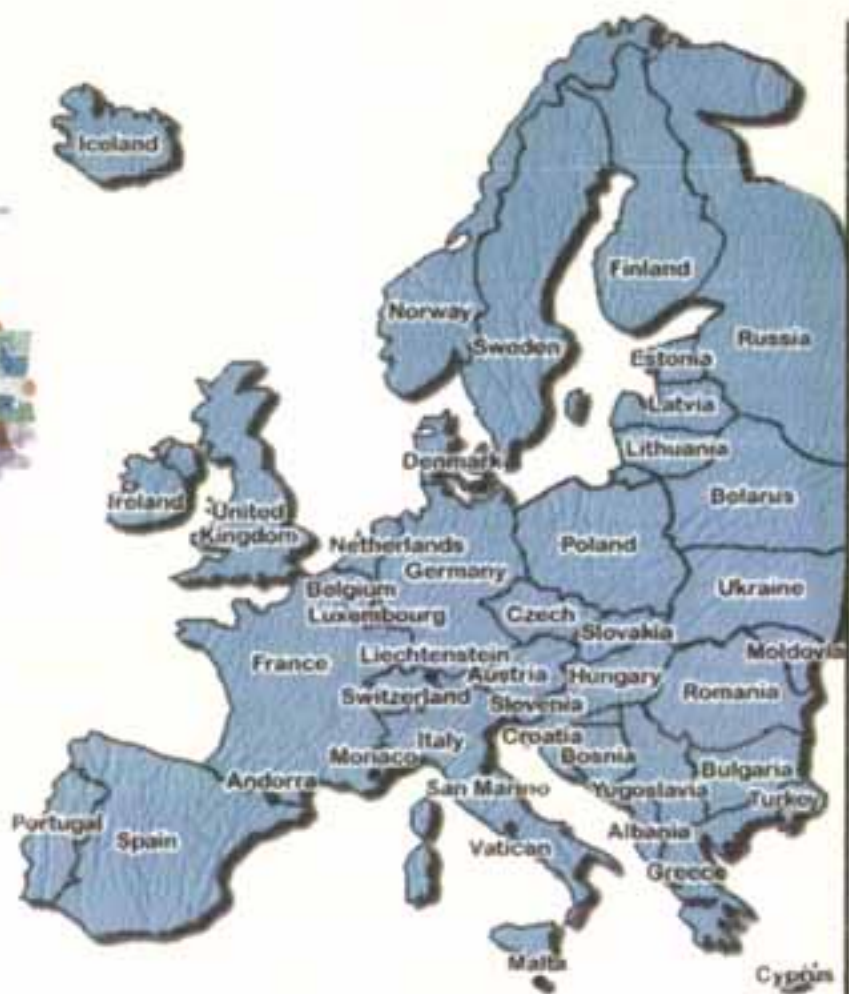 Iceland
Finland
Norway
Russia
Sweden
Estonia
Latvia
Lithuania
Denmark
Belarus
Ireland
United
Kingdom
Netherlands
Poland
Germany
Belgium
Ukraine
Luxembourg
Czech
Slovakia
Moldovia
Liechtenstein
France
Austria
Hungary
Switzerland
Romania
Slovenia
Croatia
Italy
Monaco
Bosnia
Bulgaria
Andorra
San Marino
Yugoslavia
Turkey
Portugal
Spain
Albania
Vatican
Greece
Malta
Cyprus